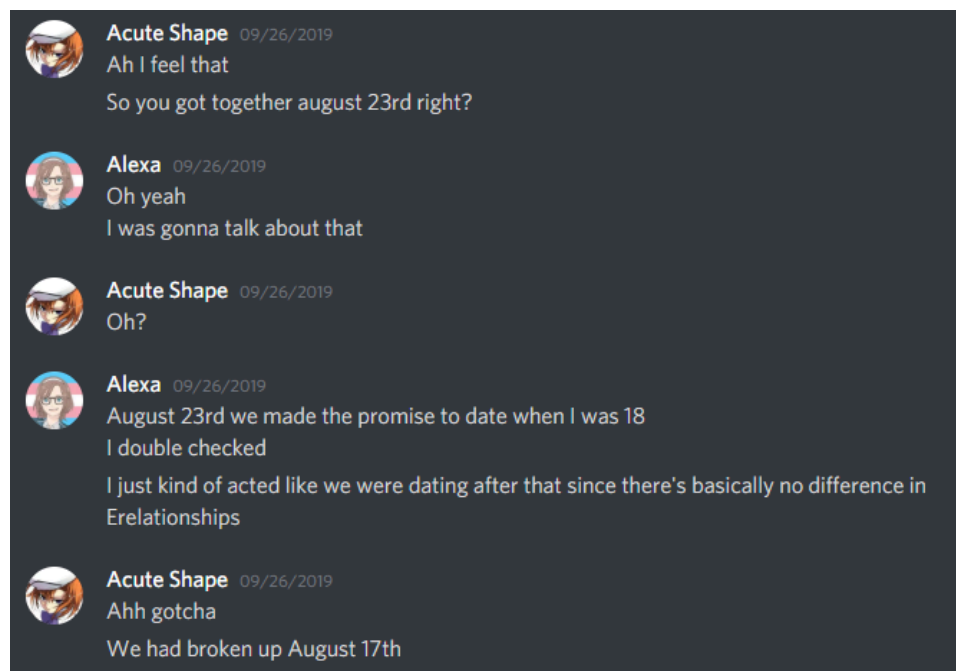 Acute Shape 09/26/2019
Ah I feel that
So you got together august 23rd right?
Alexa 09/26/2019
Oh yeah
I was gonna talk about that
Acute Shape 09/26/2019
Oh?
Alexa 09/26/2019
August 23rd we made the promise to date when I was 18
I double checked
I just kind of acted like we were dating after that since there's basically no difference in
Erelationships
Acute Shape 09/26/2019
Ahh gotcha
We had broken up August 17th